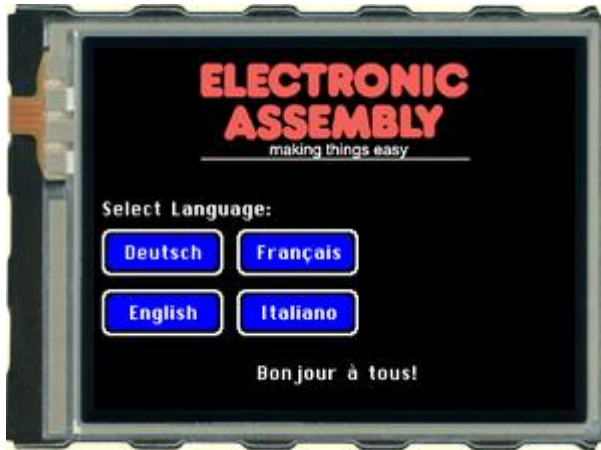 ELECTRONIC
ASSEMBLY
making things easy
Select Language:
Deutsch Français
English Italiano
Bonjour à tous!